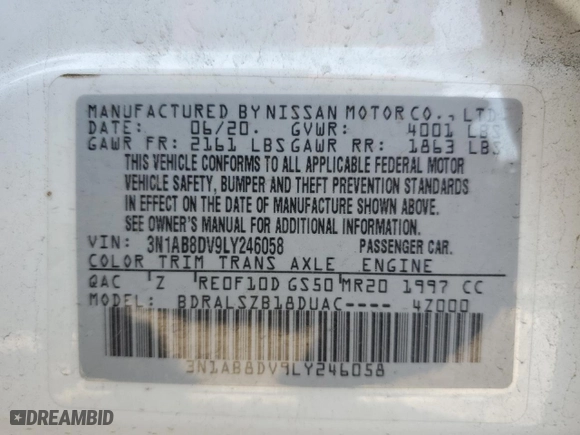 MANUFACTURED BY NISSAN MOTOR CO., LTD.
DATE: 06/20. GVWR: 4001 LBS
GAWR FR: 2161 LBS GAWR RR: 1863 LBS
THIS VEHICLE CONFORMS TO ALL APPLICABLE FEDERAL MOTOR
VEHICLE SAFETY, BUMPER AND THEFT PREVENTION STANDARDS
IN EFFECT ON THE DATE OF MANUFACTURE SHOWN ABOVE.
SEE OWNER'S MANUAL FOR ADDITIONAL INFORMATION.
VIN: 3N1AB8DV9LY246058 PASSENGER CAR.
COLOR TRIM TRANS AXLE ENGINE
QAC Z RE0F10D GS50 MR20 1997 CC
MODEL: BDRALSZB18DUAC---- 4Z000
3N1AB8DV9LY246058
DREAMBID